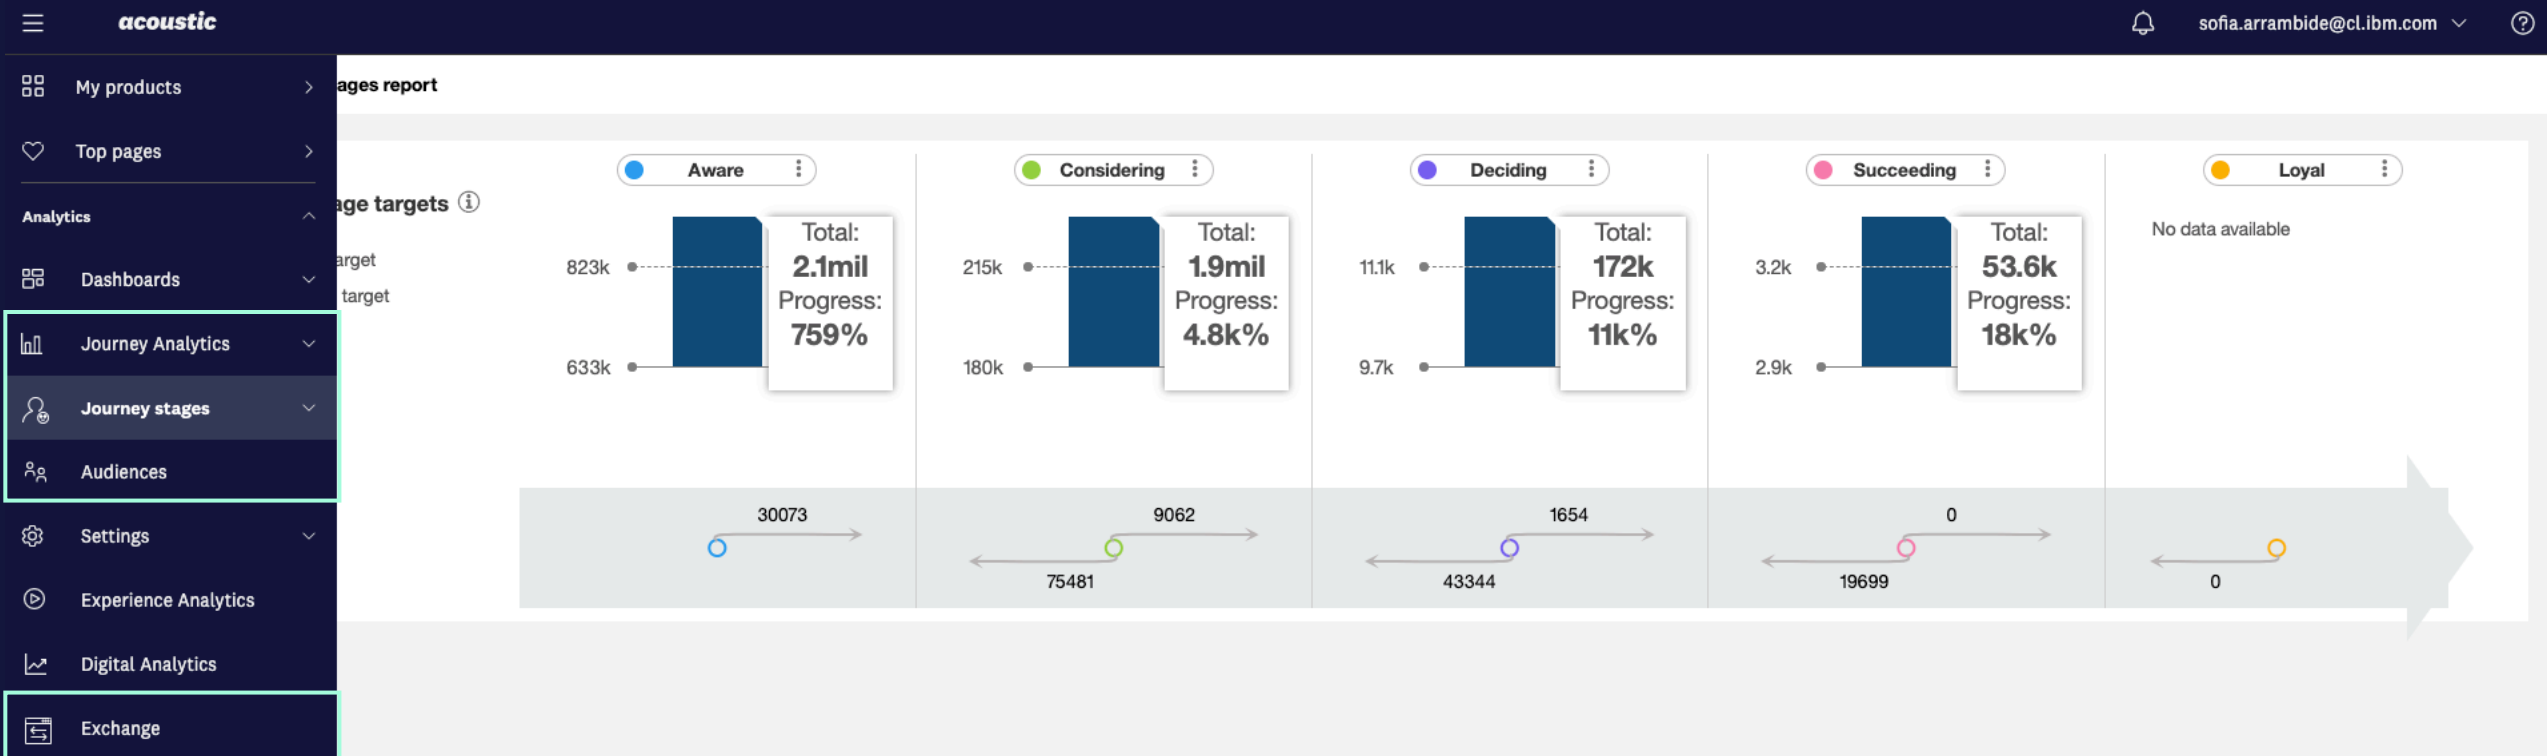 acoustic
sofia.arrambide@cl.ibm.com
My products
Top pages
Analytics
Dashboards
Journey Analytics
Journey stages
Audiences
Settings
Experience Analytics
Digital Analytics
Exchange
ages report
age targets
arget
target
Aware
823k
633k
Total:
2.1mil
Progress:
759%
Considering
215k
180k
Total:
1.9mil
Progress:
4.8k%
Deciding
11.1k
9.7k
Total:
172k
Progress:
11k%
Succeeding
3.2k
2.9k
Total:
53.6k
Progress:
18k%
Loyal
No data available
30073
9062
75481
1654
43344
0
19699
0